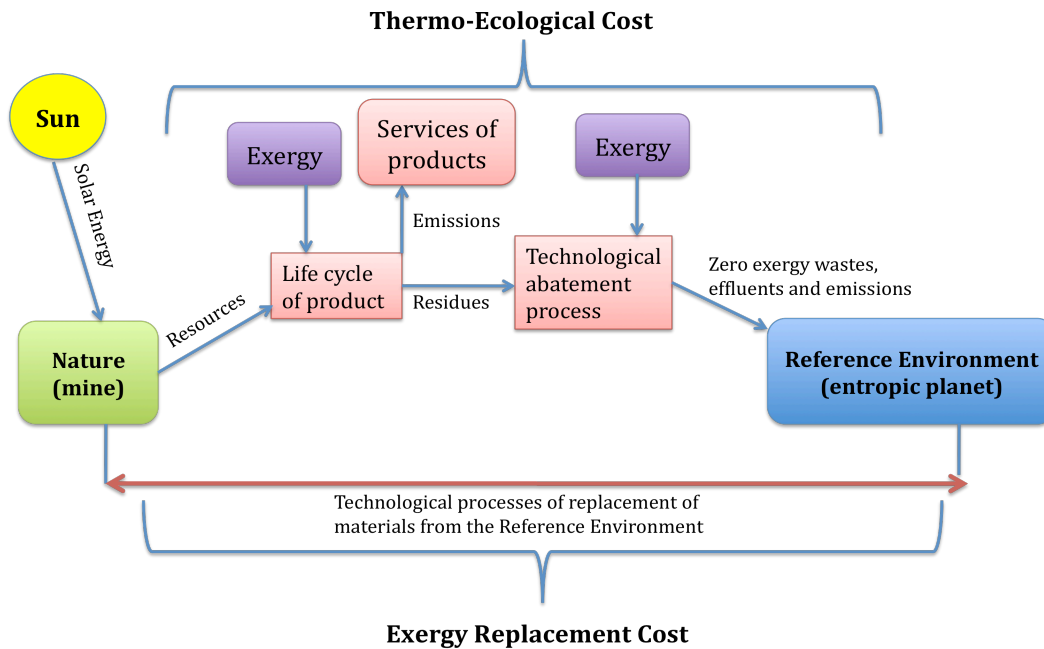 Thermo-Ecological Cost
Sun
Solar Energy
Exergy
Services of
products
Exergy
Emissions
Life cycle
of product
Residues
Technological
abatement
process
Zero exergy wastes,
effluents and emissions
Resources
Nature
(mine)
Reference Environment
(entropic planet)
Technological processes of replacement of
materials from the Reference Environment
Exergy Replacement Cost